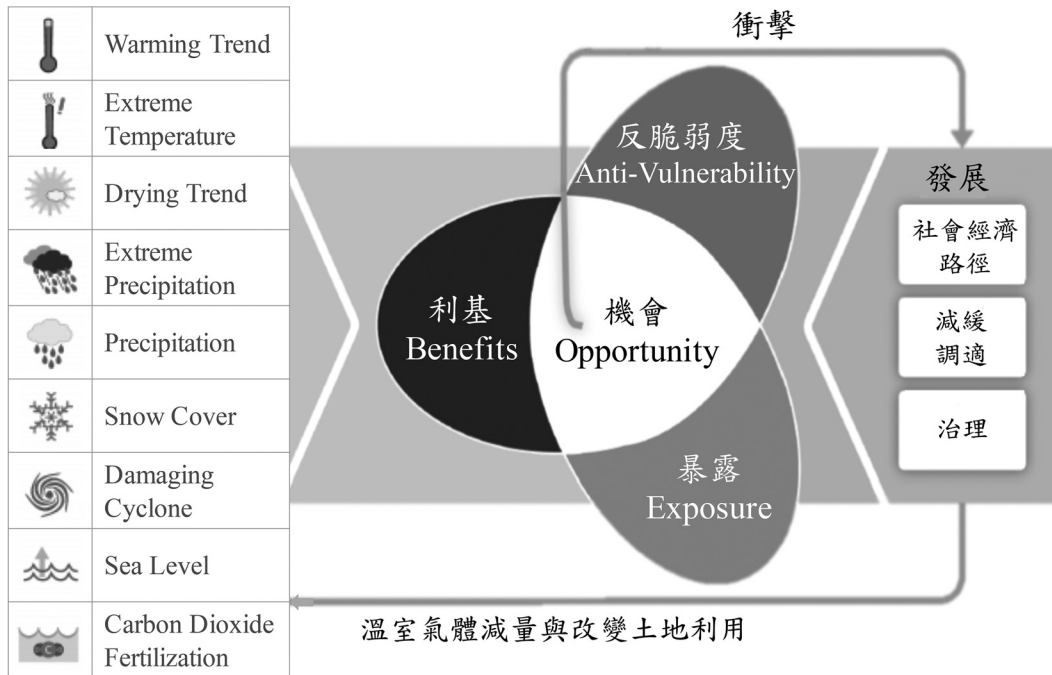 Warming Trend
Extreme
Temperature
Drying Trend
Extreme
Precipitation
Precipitation
Snow Cover
Damaging
Cyclone
Sea Level
Carbon Dioxide
Fertilization
衝擊
反脆弱度
Anti-Vulnerability
利基
Benefits
機會
Opportunity
暴露
Exposure
發展
社會經濟
路徑
減緩
調適
治理
溫室氣體減量與改變土地利用